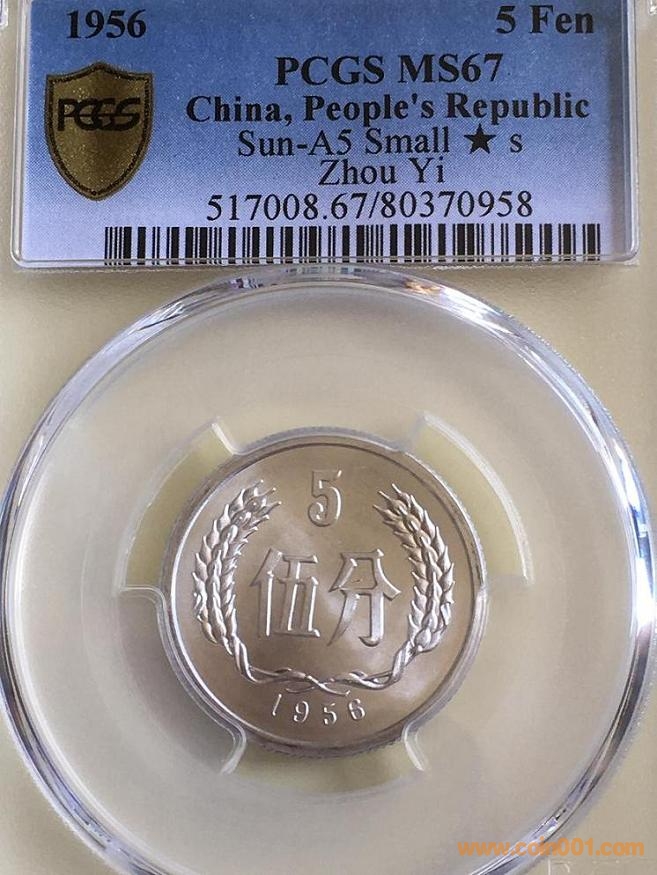 1956 5 Fen
PCGS
PCGS MS67
China, People's Republic
Sun-A5 Small ★ s
Zhou Yi
517008.67/80370958
5
伍分
1956
www.coin001.com